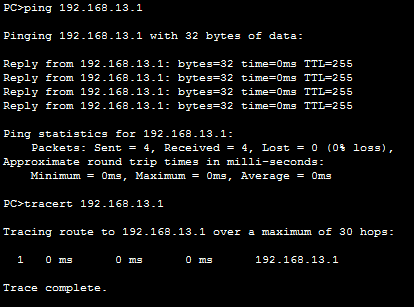 PC>ping 192.168.13.1
Pinging 192.168.13.1 with 32 bytes of data:
Reply from 192.168.13.1: bytes=32 time=0ms TTL=255
Reply from 192.168.13.1: bytes=32 time=0ms TTL=255
Reply from 192.168.13.1: bytes=32 time=0ms TTL=255
Reply from 192.168.13.1: bytes=32 time=0ms TTL=255
Ping statistics for 192.168.13.1:
    Packets: Sent = 4, Received = 4, Lost = 0 (0% loss),
Approximate round trip times in milli-seconds:
    Minimum = 0ms, Maximum = 0ms, Average = 0ms
PC>tracert 192.168.13.1
Tracing route to 192.168.13.1 over a maximum of 30 hops:
  1   0 ms      0 ms      0 ms      192.168.13.1
Trace complete.